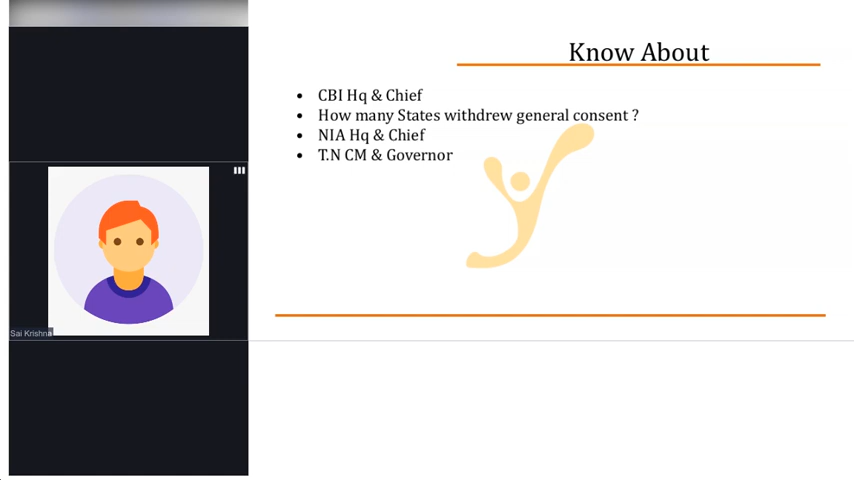 Know About
• CBI Hq & Chief
• How many States withdrew general consent ?
• NIA Hq & Chief
• T.N CM & Governor
Sai Krishna